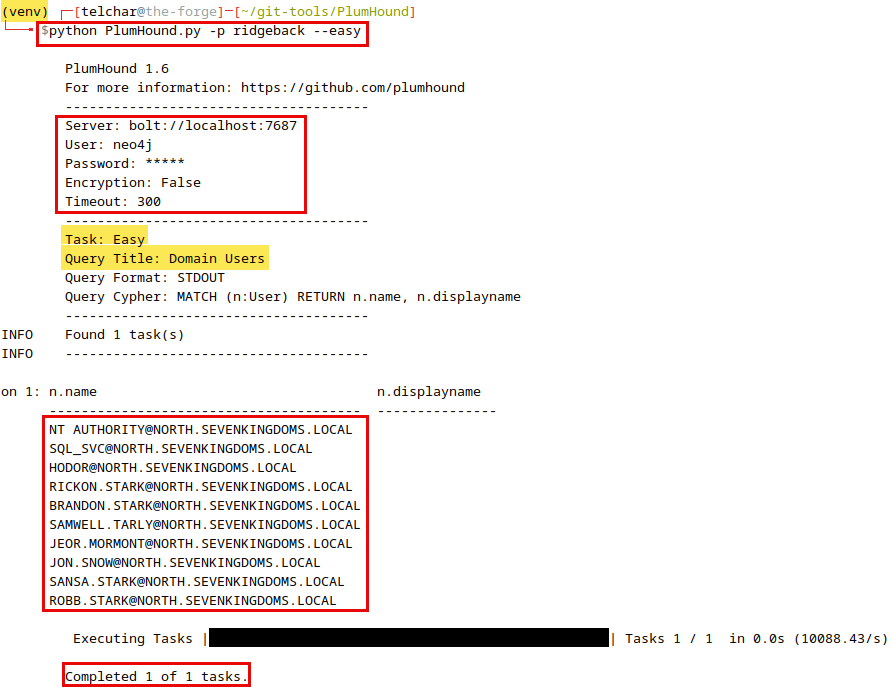 (venv) ┌─[telchar@the-forge]─[~/git-tools/PlumHound]
└──╼ $python PlumHound.py -p ridgeback --easy
PlumHound 1.6
For more information: https://github.com/plumhound
--------------------------------------
Server: bolt://localhost:7687
User: neo4j
Password: *****
Encryption: False
Timeout: 300
--------------------------------------
Task: Easy
Query Title: Domain Users
Query Format: STDOUT
Query Cypher: MATCH (n:User) RETURN n.name, n.displayname
--------------------------------------
INFO    Found 1 task(s)
INFO    --------------------------------------
on 1: n.name                                   n.displayname
      ---------------------------------------  ---------------
NT AUTHORITY@NORTH.SEVENKINGDOMS.LOCAL
SQL_SVC@NORTH.SEVENKINGDOMS.LOCAL
HODOR@NORTH.SEVENKINGDOMS.LOCAL
RICKON.STARK@NORTH.SEVENKINGDOMS.LOCAL
BRANDON.STARK@NORTH.SEVENKINGDOMS.LOCAL
SAMWELL.TARLY@NORTH.SEVENKINGDOMS.LOCAL
JEOR.MORMONT@NORTH.SEVENKINGDOMS.LOCAL
JON.SNOW@NORTH.SEVENKINGDOMS.LOCAL
SANSA.STARK@NORTH.SEVENKINGDOMS.LOCAL
ROBB.STARK@NORTH.SEVENKINGDOMS.LOCAL
Executing Tasks |██████████████████████████████████████████████████| Tasks 1 / 1  in 0.0s (10088.43/s)
Completed 1 of 1 tasks.